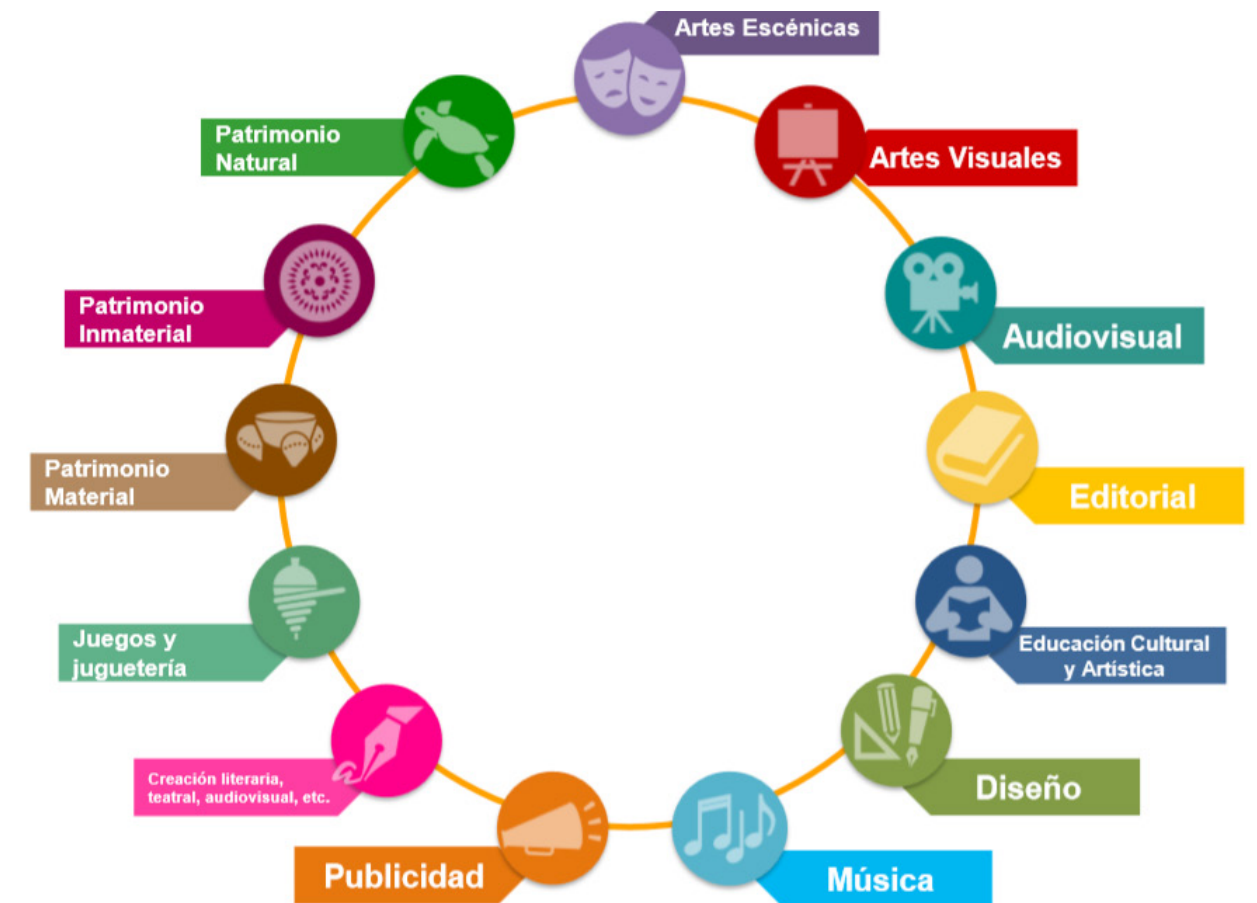 Artes Escénicas
Artes Visuales
Audiovisual
Editorial
Educación Cultural
y Artística
Diseño
Música
Publicidad
Creación literaria,
teatral, audiovisual, etc.
Juegos y
juguetería
Patrimonio
Material
Patrimonio
Inmaterial
Patrimonio
Natural